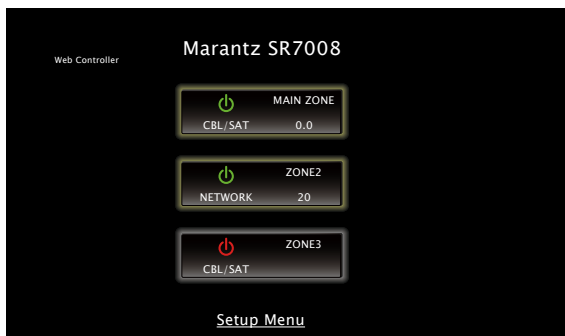 Marantz SR7008
Web Controller
MAIN ZONE
CBL/SAT 0.0
ZONE2
NETWORK 20
ZONE3
CBL/SAT
Setup Menu